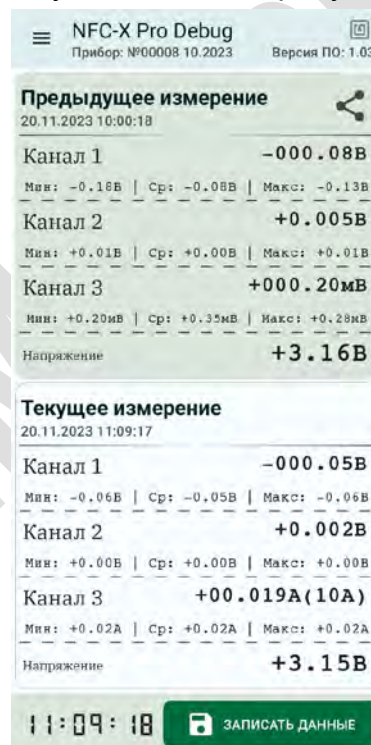 NFC-X Pro Debug
Прибор: №00008 10.2023 Версия ПО: 1.03
Предыдущее измерение
20.11.2023 10:00:18
Канал 1 -000.08В
Мин: -0.18В | Ср: -0.08В | Макс: -0.13В
Канал 2 +0.005В
Мин: +0.01В | Ср: +0.00В | Макс: +0.01В
Канал 3 +000.20мВ
Мин: +0.20мВ | Ср: +0.35мВ | Макс: +0.28мВ
Напряжение +3.16В
Текущее измерение
20.11.2023 11:09:17
Канал 1 -000.05В
Мин: -0.06В | Ср: -0.05В | Макс: -0.06В
Канал 2 +0.002В
Мин: +0.00В | Ср: +0.00В | Макс: +0.00В
Канал 3 +00.019А(10А)
Мин: +0.02А | Ср: +0.02А | Макс: +0.02А
Напряжение +3.15В
11:09:18 ЗАПИСАТЬ ДАННЫЕ